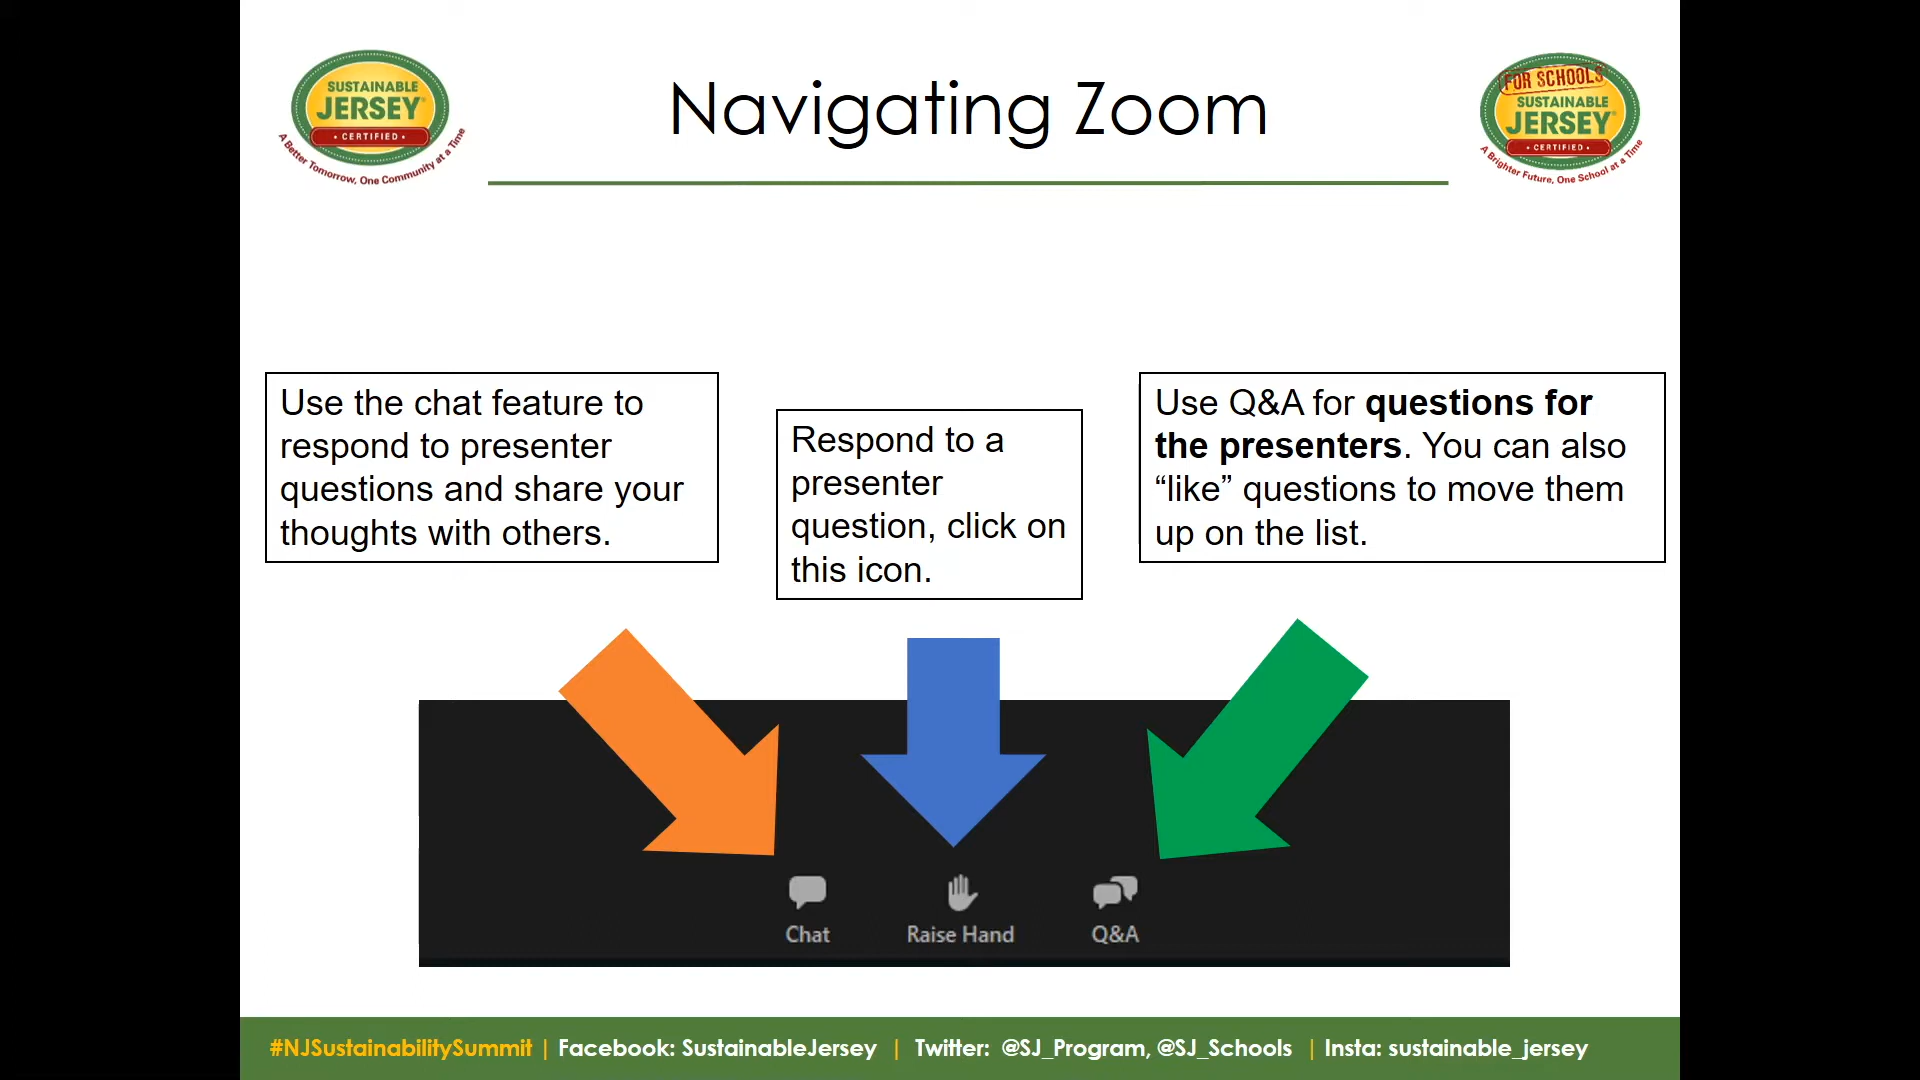 SUSTAINABLE
JERSEY
• CERTIFIED •
A Better Tomorrow, One Community at a Time
Navigating Zoom
FOR SCHOOLS
SUSTAINABLE
JERSEY
• CERTIFIED •
A Brighter Future, One School at a Time
Use the chat feature to
respond to presenter
questions and share your
thoughts with others.
Respond to a
presenter
question, click on
this icon.
Use Q&A for questions for
the presenters. You can also
“like” questions to move them
up on the list.
Chat
Raise Hand
Q&A
#NJSustainabilitySummit | Facebook: SustainableJersey | Twitter: @SJ_Program, @SJ_Schools | Insta: sustainable_jersey